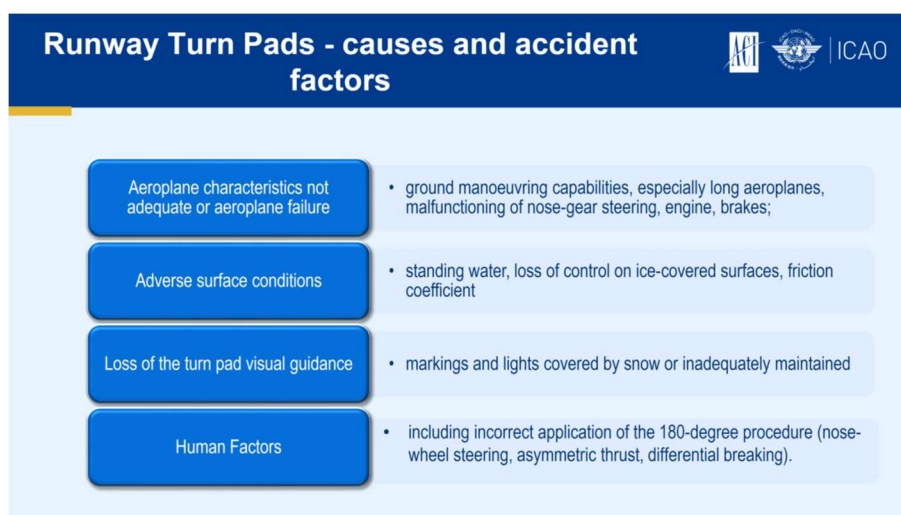 Runway Turn Pads - causes and accident
factors
ACI
ICAO
Aeroplane characteristics not
adequate or aeroplane failure
• ground manoeuvring capabilities, especially long aeroplanes,
malfunctioning of nose-gear steering, engine, brakes;
Adverse surface conditions
• standing water, loss of control on ice-covered surfaces, friction
coefficient
Loss of the turn pad visual guidance
• markings and lights covered by snow or inadequately maintained
Human Factors
• including incorrect application of the 180-degree procedure (nose-
wheel steering, asymmetric thrust, differential breaking).